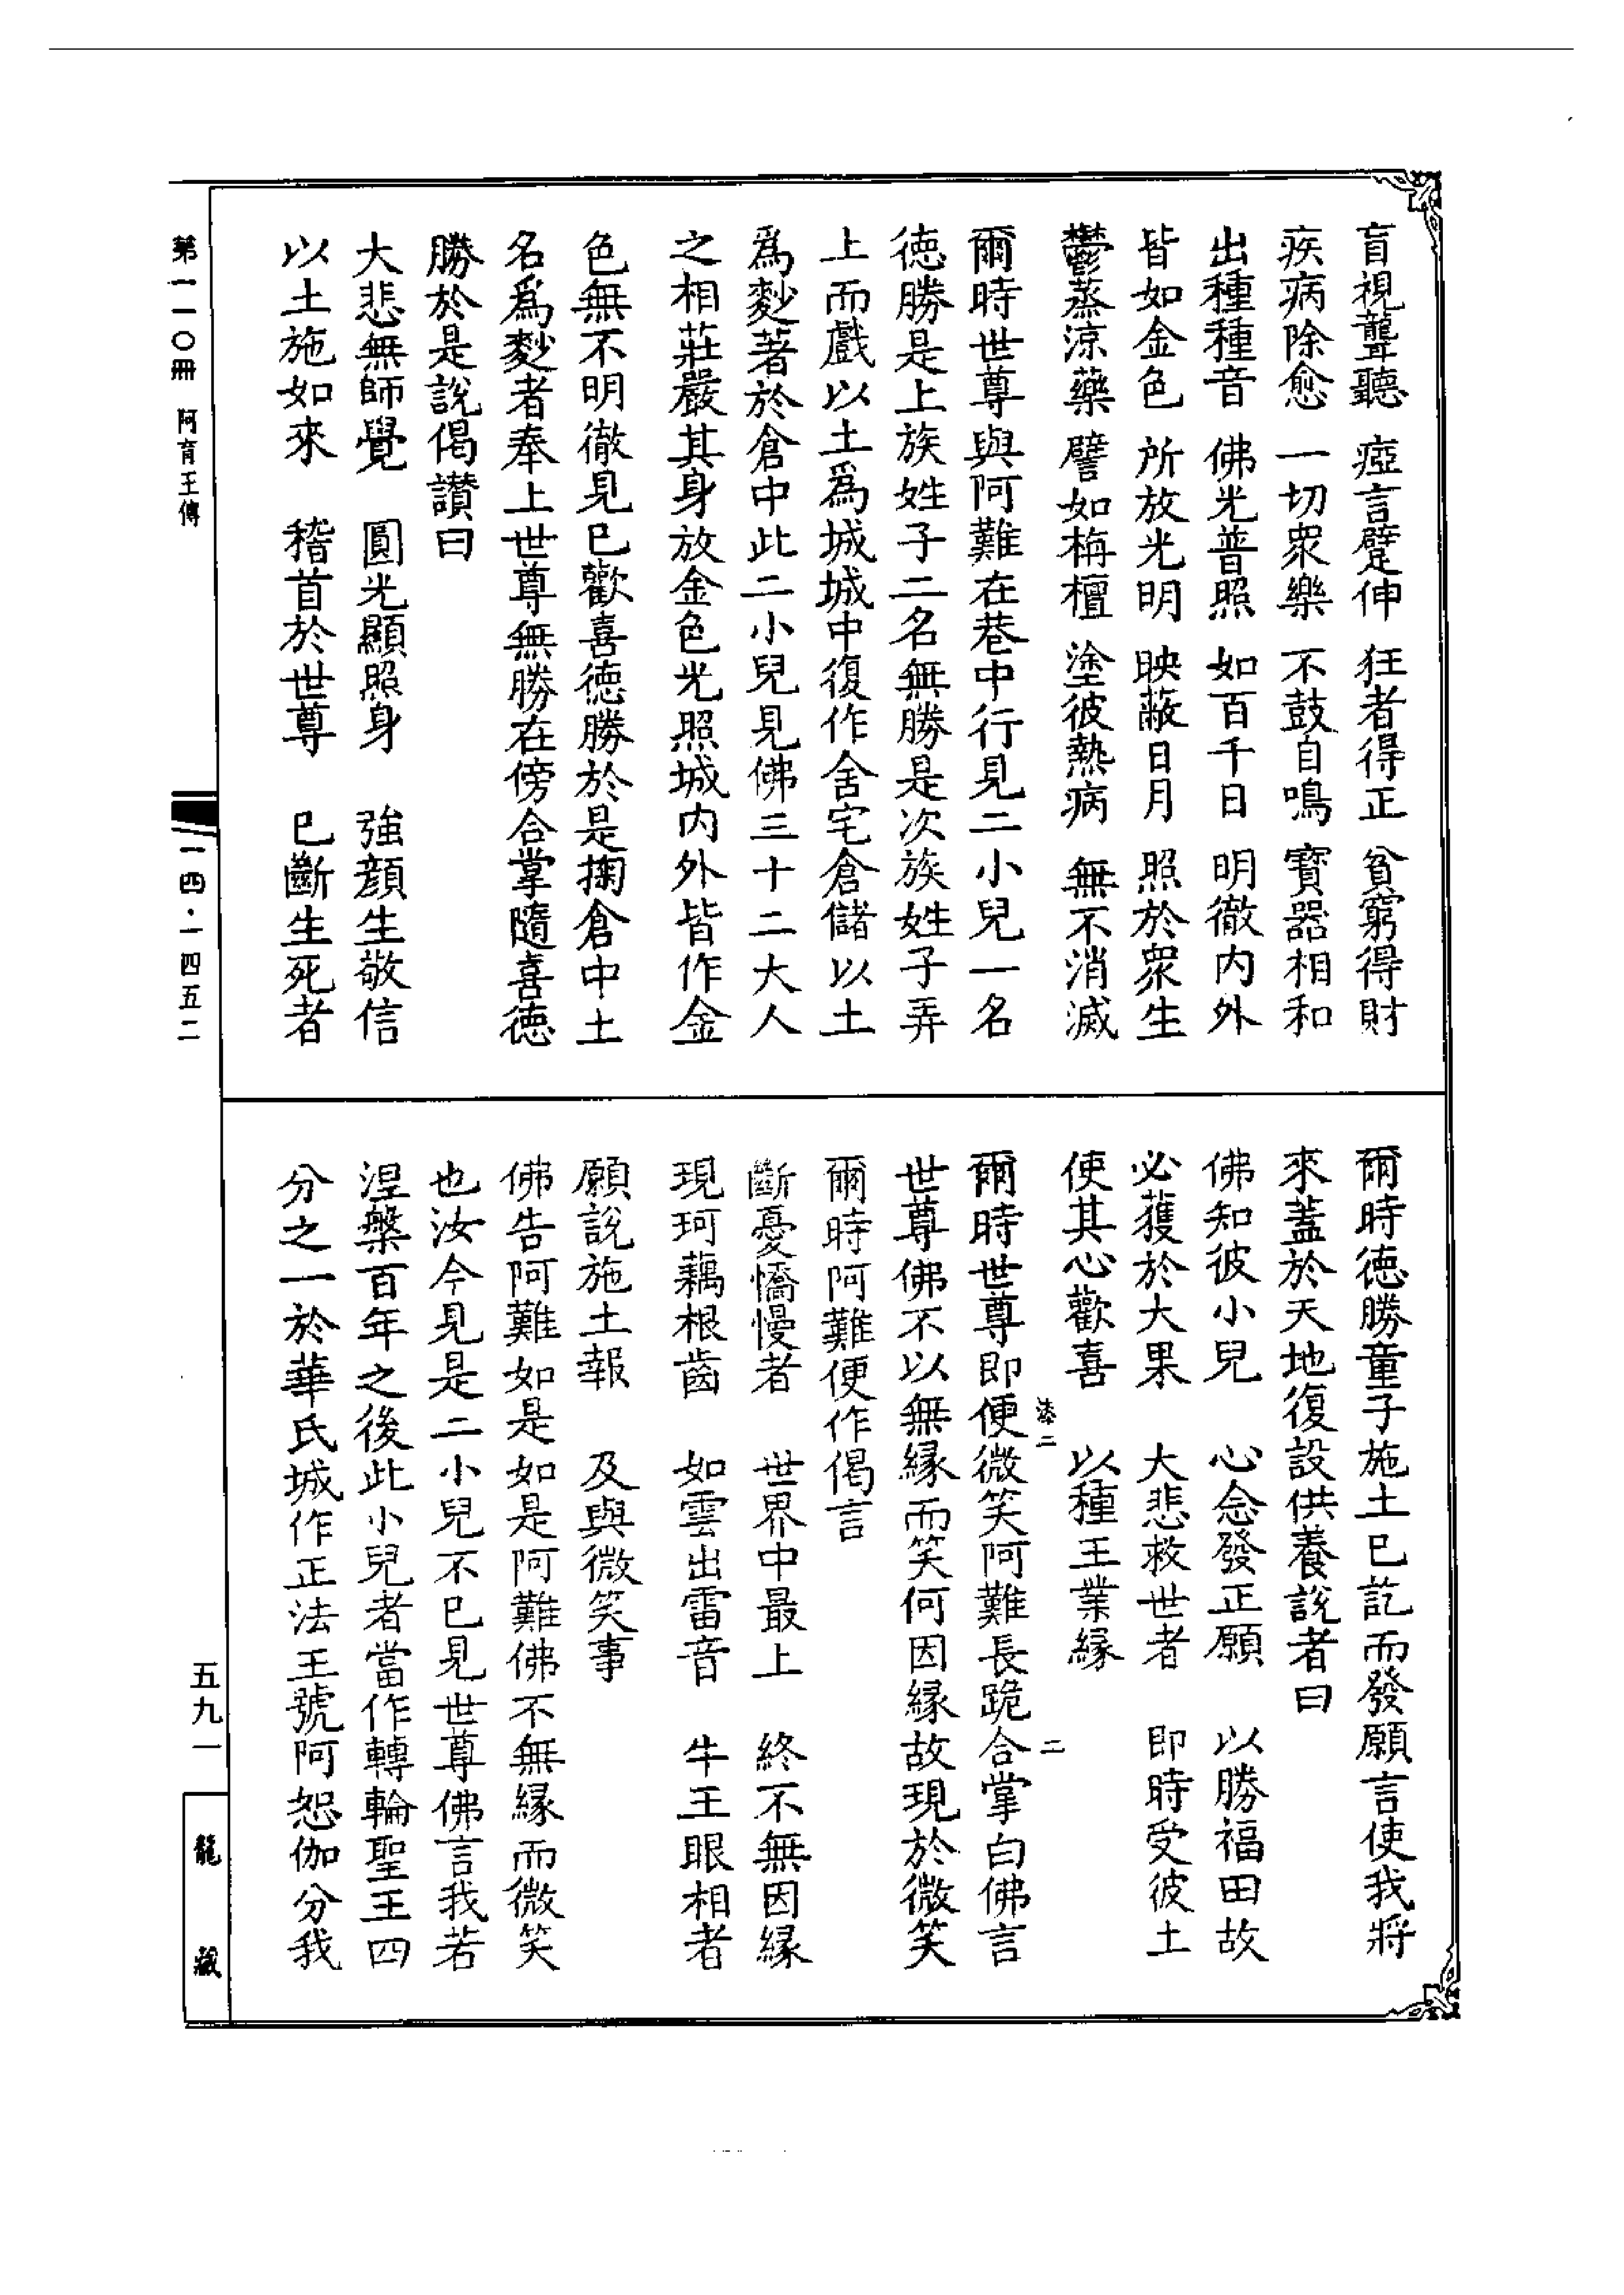 盲視聾聽　瘂言躄伸　狂者得正　貧窮得財
疾病除愈　一切眾樂　不鼓自鳴　寶器相和
出種種音　佛光普照　如百千日　明徹内外
皆如金色　所放光明　映蔽日月　照於眾生
鬱蒸涼藥　譬如栴檀　塗彼熱病　無不消滅
爾時世尊與阿難在巷中行見二小兒一名
德勝是上族姓子二名無勝是次族姓子弄
上而戲以土爲城城中復作舍宅倉儲以土
爲麨著於倉中此二小兒見佛三十二大人
之相莊嚴其身放金色光照城内外皆作金
色無不明徹見已歡喜德勝於是掬倉中土
名爲麨者奉上世尊無勝在傍合掌隨喜德
勝於是說偈讃曰
大悲無師覺　圓光顯照身　強顔生敬信
以土施如來　稽首於世尊　已斷生死者
爾時德勝童子施土已訖而發願言使我將
來蓋於天地復設供養說者曰
佛知彼小兒　心念發正願　以勝福田故
必獲於大果　大悲救世者　即時受彼土
使其心歡喜　以種王業縁
漆二　二
爾時世尊即便微笑阿難長跪合掌白佛言
世尊佛不以無縁而笑何因縁故現於微笑
爾時阿難便作偈言
斷憂憍慢者　世界中最上　終不無因縁
現珂藕根齒　如雲出雷音　牛王眼相者
願說施土報　及與微笑事
佛告阿難如是如是阿難佛不無縁而微笑
也汝今見是二小兒不已見世尊佛言我若
涅槃百年之後此小兒者當作轉輪聖王四
分之一於華氏城作正法王號阿恕伽分我
第一一〇冊　阿育王傳
一四·一四五二
五九一
龍藏